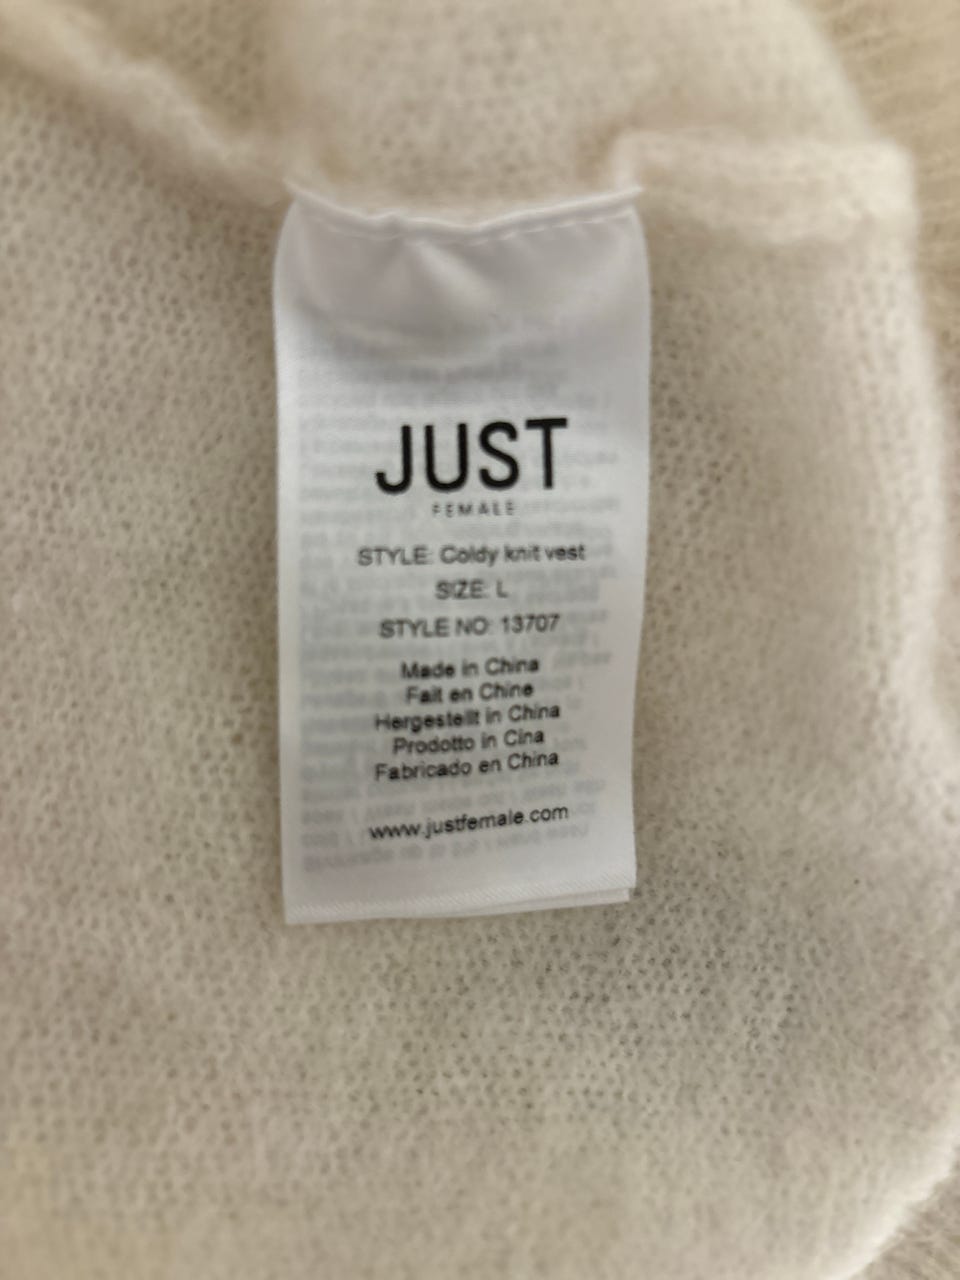 JUST
FEMALE
STYLE: Coldy knit vest
SIZE: L
STYLE NO: 13707
Made in China
Fait en Chine
Hergestellt in China
Prodotto in Cina
Fabricado en China
www.justfemale.com